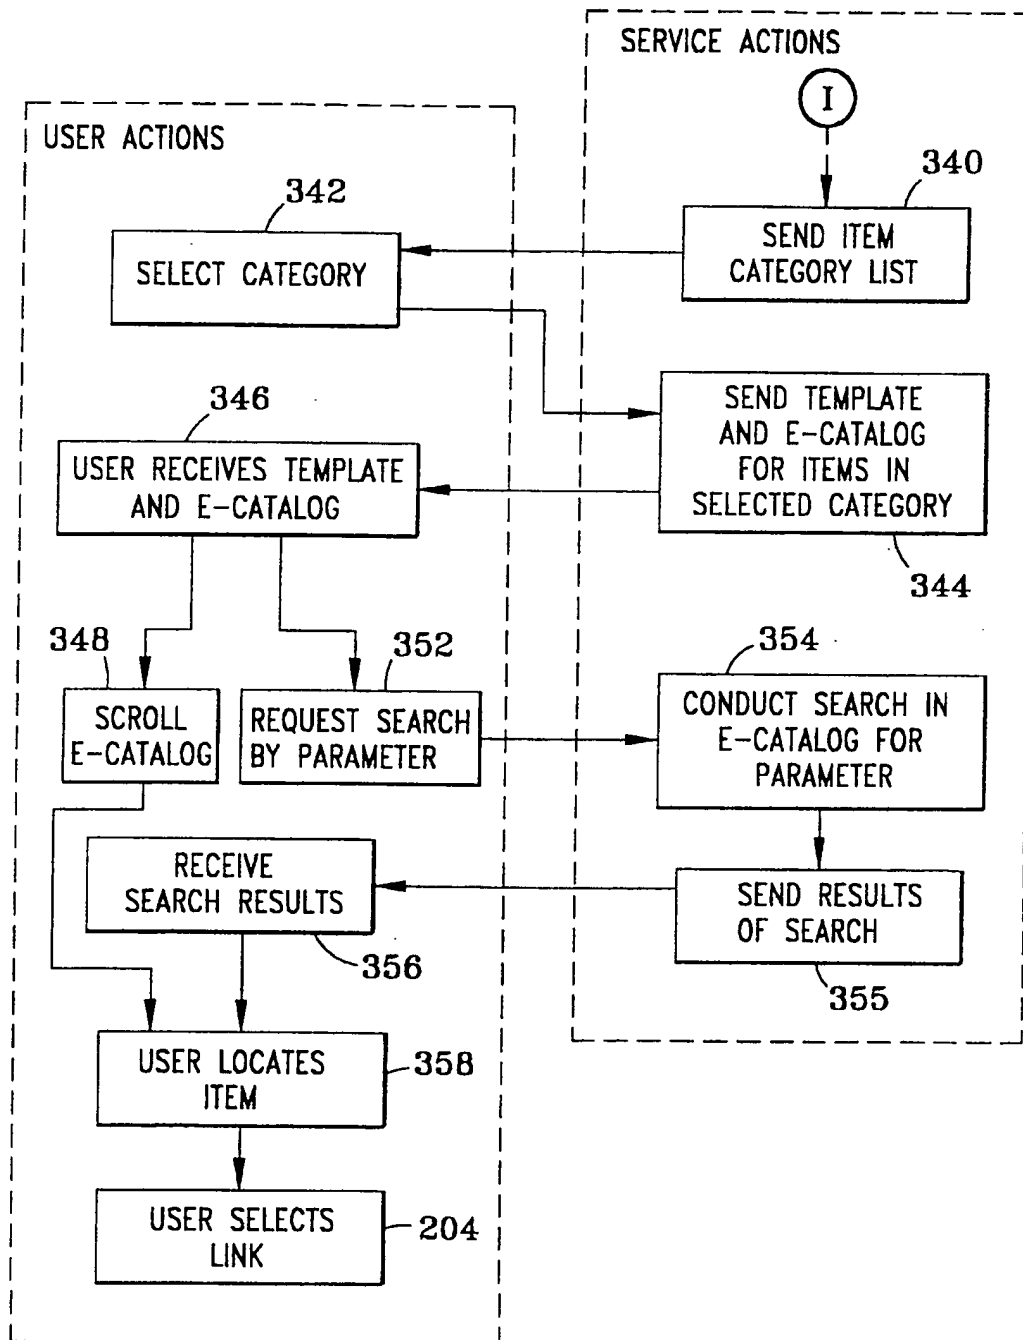 SERVICE ACTIONS
I
USER ACTIONS
340
342
SEND ITEM
CATEGORY LIST
SELECT CATEGORY
346
SEND TEMPLATE
AND E-CATALOG
FOR ITEMS IN
SELECTED CATEGORY
USER RECEIVES TEMPLATE
AND E-CATALOG
344
348
352
354
SCROLL
E-CATALOG
REQUEST SEARCH
BY PARAMETER
CONDUCT SEARCH IN
E-CATALOG FOR
PARAMETER
RECEIVE
SEARCH RESULTS
SEND RESULTS
OF SEARCH
356
355
USER LOCATES
ITEM
358
USER SELECTS
LINK
204